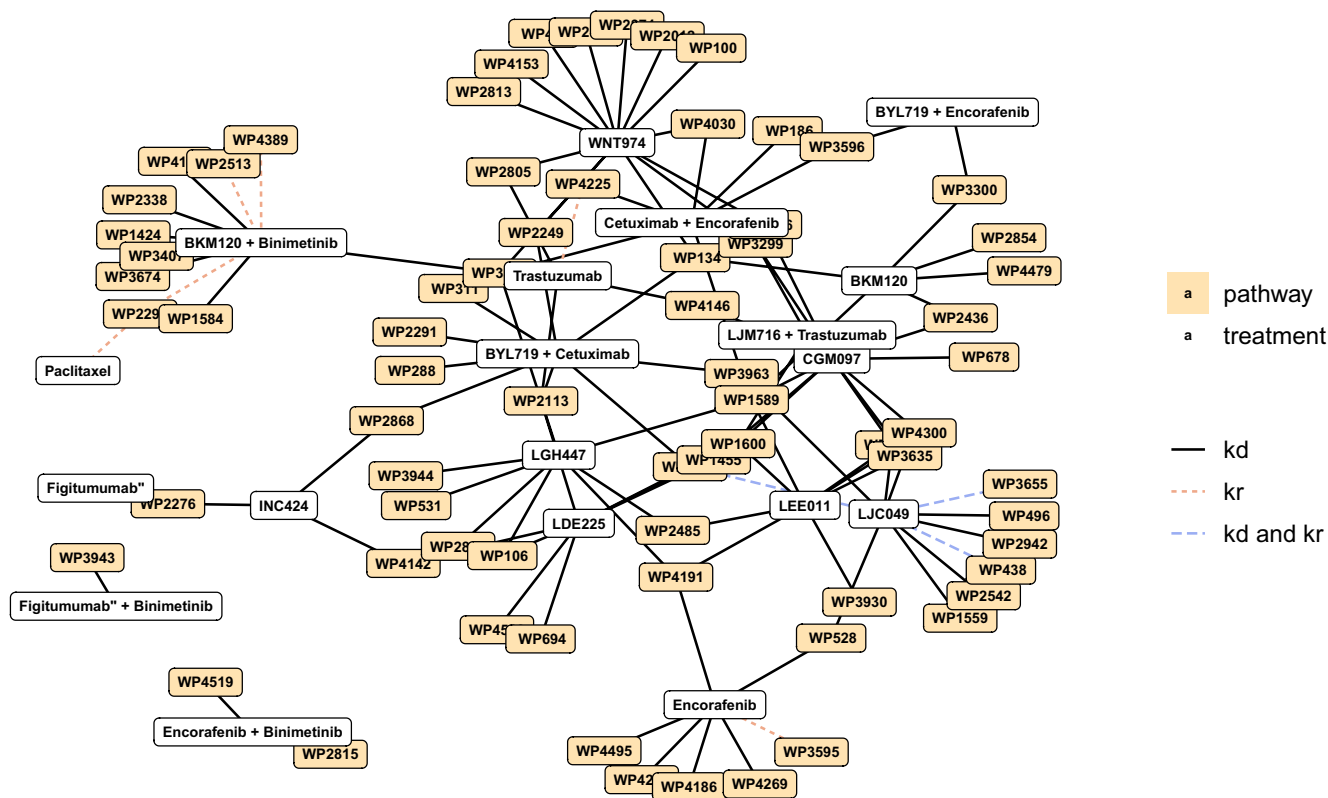 WP4153
WP2813
WP100
WP4030
WP186
WP3596
BYL719 + Encorafenib
WNT974
WP4389
WP2513
WP2338
WP1424
WP3674
BKM120 + Binimetinib
WP1584
Paclitaxel
WP2805
WP4225
WP2249
Cetuximab + Encorafenib
WP3299
WP134
Trastuzumab
WP4146
WP3300
WP2854
WP4479
BKM120
WP2436
WP678
LJM716 + Trastuzumab
CGM097
WP2291
WP288
BYL719 + Cetuximab
WP3963
WP1589
WP2113
WP2868
WP1600
WP1455
WP4300
WP3635
LGH447
WP3944
WP531
Figitumumab"
WP2276
INC424
WP4142
WP106
LDE225
WP2485
WP4191
LEE011
LJC049
WP3655
WP496
WP2942
WP438
WP2542
WP1559
WP3943
Figitumumab" + Binimetinib
WP694
WP3930
WP528
WP4519
Encorafenib + Binimetinib
WP2815
Encorafenib
WP4495
WP4186
WP4269
WP3595
a pathway
a treatment
kd
kr
kd and kr